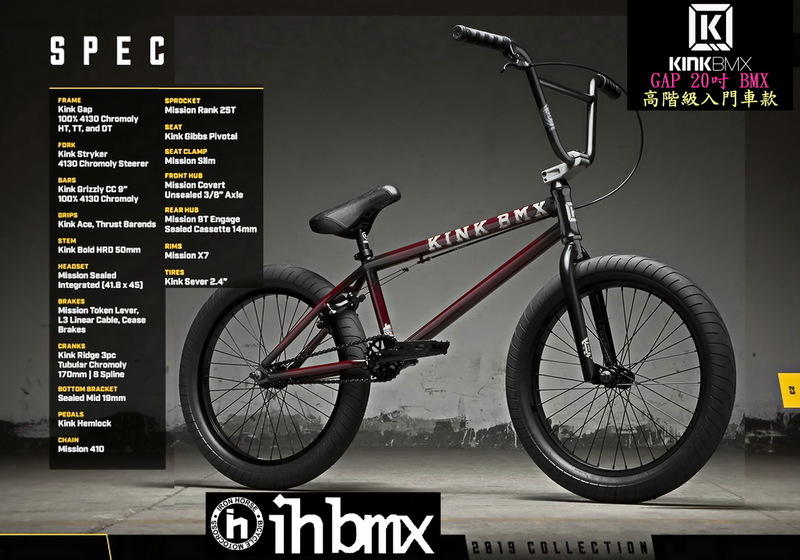 SPEC
FRAME
Kink Gap
100% 4130 Chromoly
HT, TT, and DT
FORK
Kink Stryker
4130 Chromoly Steerer
BARS
Kink Grizzly CC 9"
100% 4130 Chromoly
GRIPS
Kink Ace, Thrust Barends
STEM
Kink Bold HRD 50mm
HEADSET
Mission Sealed
Integrated (41.8 x 45)
BRAKES
Mission Token Lever,
L3 Linear Cable, Cease
Brakes
CRANKS
Kink Ridge 3pc
Tubular Chromoly
170mm | 8 Spline
BOTTOM BRACKET
Sealed Mid 19mm
PEDALS
Kink Hemlock
CHAIN
Mission 410
SPROCKET
Mission Rank 25T
SEAT
Kink Gibbs Pivotal
SEAT CLAMP
Mission Slim
FRONT HUB
Mission Covert
Unsealed 3/8" Axle
REAR HUB
Mission 9T Engage
Sealed Cassette 14mm
RIMS
Mission X7
TIRES
Kink Sever 2.4"
K
KINKBMX
GAP 20吋 BMX
高階級入門車款
KINK BMX
IRON HORSE
BICYCLE MOTOCROSS
ih
ihbmx
2019 COLLECTION